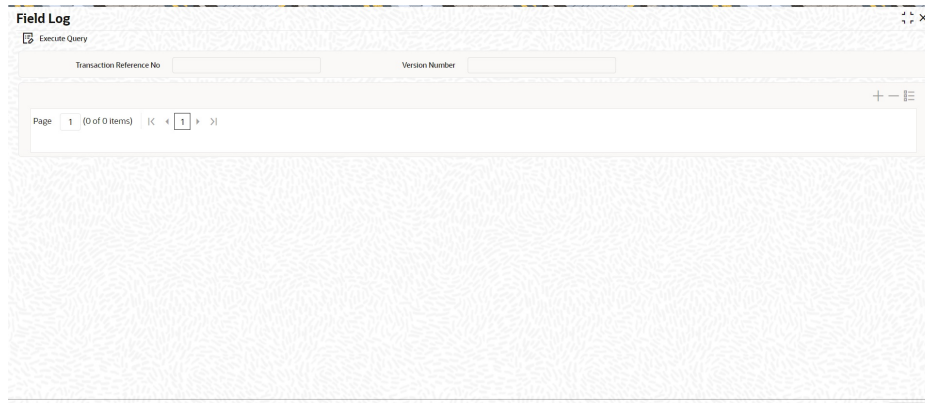 Field Log
Execute Query
Transaction Reference No
Version Number
Page 1 (0 of 0 items) 1